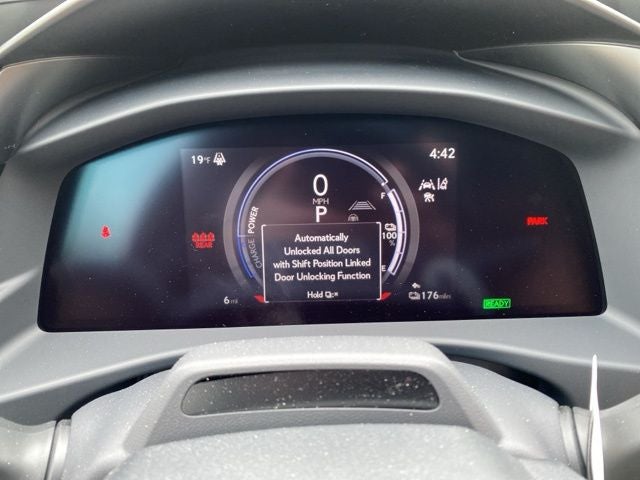 19°F
4:42
0
MPH
P
F
CHARGE POWER
100
%
E
REAR
PARK
Automatically
Unlocked All Doors
with Shift Position Linked
Door Unlocking Function
Hold
6 mi
176 miles
READY